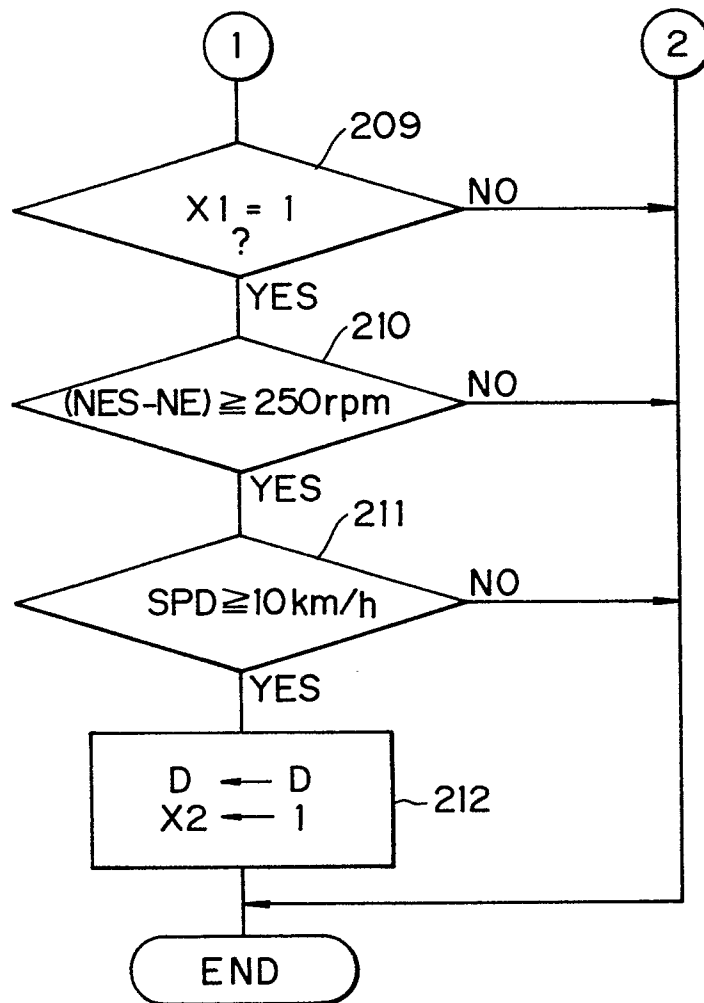 1
2
209
X1 = 1
?
NO
YES
210
(NES-NE) ≧ 250rpm
NO
YES
211
SPD ≧ 10km/h
NO
YES
D ← D
X2 ← 1
212
END